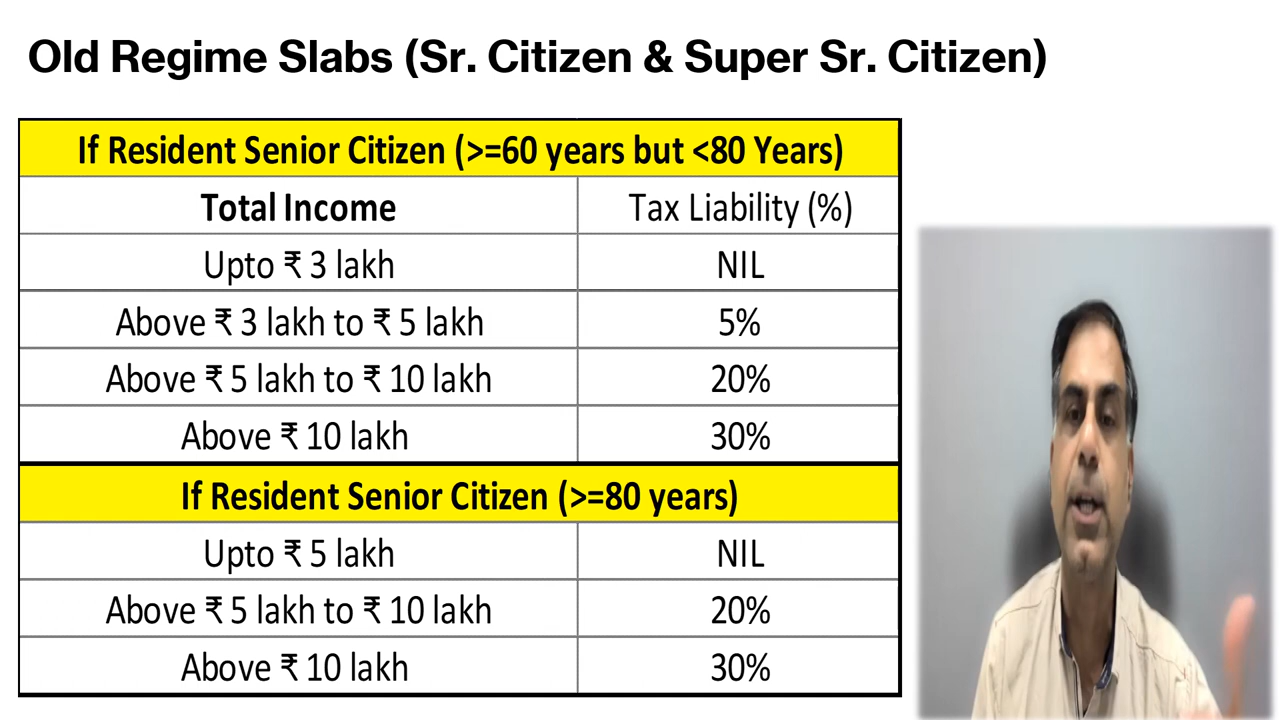 Old Regime Slabs (Sr. Citizen & Super Sr. Citizen)
If Resident Senior Citizen (>=60 years but <80 Years)
Total Income Tax Liability (%)
Upto ₹ 3 lakh NIL
Above ₹ 3 lakh to ₹ 5 lakh 5%
Above ₹ 5 lakh to ₹ 10 lakh 20%
Above ₹ 10 lakh 30%
If Resident Senior Citizen (>=80 years)
Upto ₹ 5 lakh NIL
Above ₹ 5 lakh to ₹ 10 lakh 20%
Above ₹ 10 lakh 30%